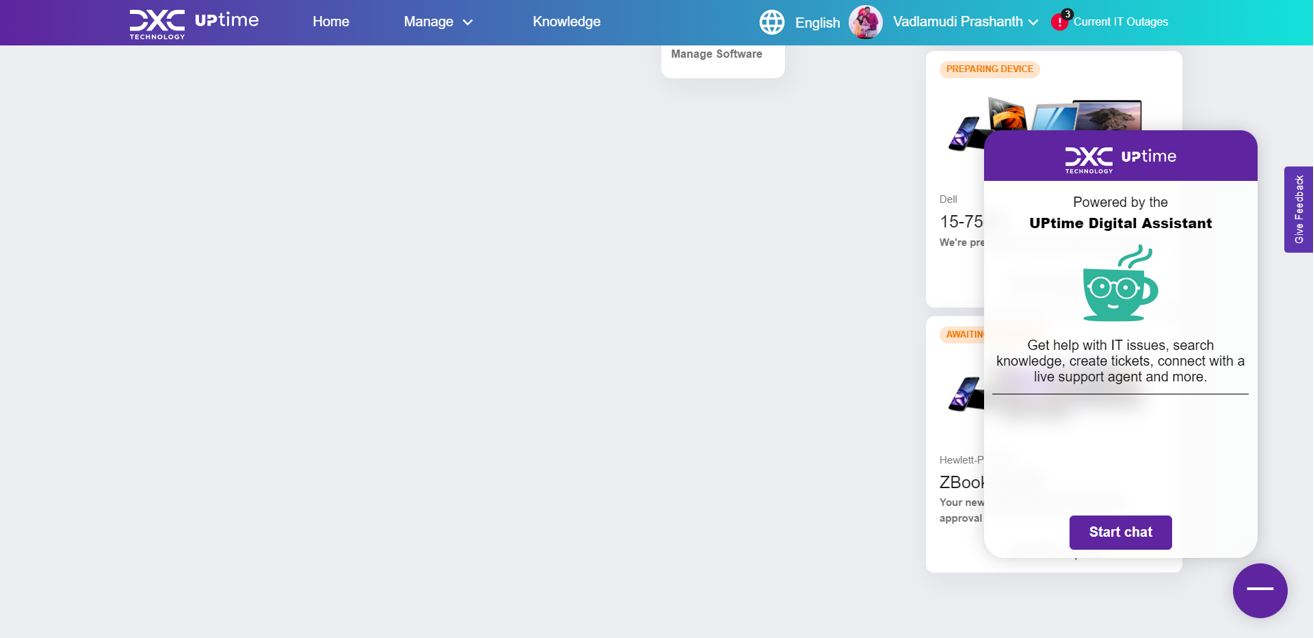 DXC TECHNOLOGY UPtime
Home
Manage
Knowledge
English
Vadlamudi Prashanth
3
Current IT Outages
Manage Software
PREPARING DEVICE
Dell
15-75
We're pre
AWAITIN
Hewlett-P
ZBook
Your new
approval
DXC TECHNOLOGY UPtime
Powered by the
UPtime Digital Assistant
Get help with IT issues, search
knowledge, create tickets, connect with a
live support agent and more.
Start chat
Give Feedback